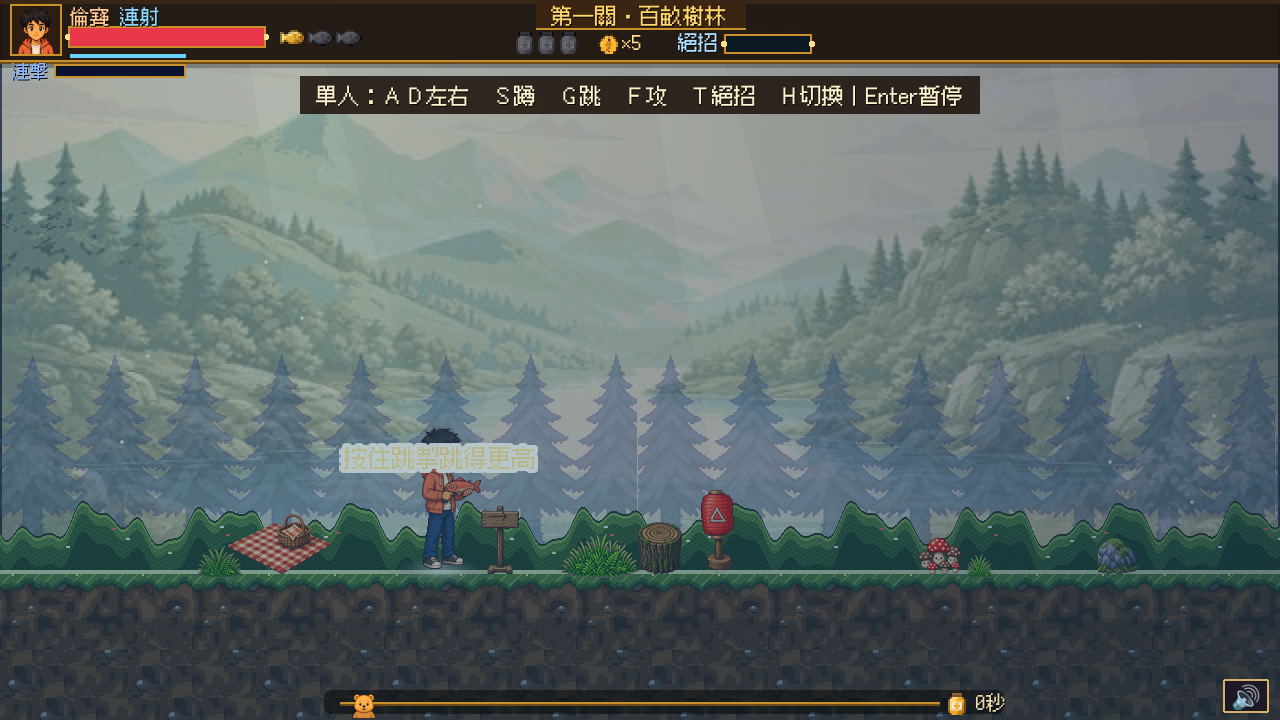 倫寶 連射
第一關·百畝樹林
×5
絕招
連擊
單人：A D左右 S蹲 G跳 F攻 T絕招 H切換|Enter暫停
按住跳掣跳得更高
0秒